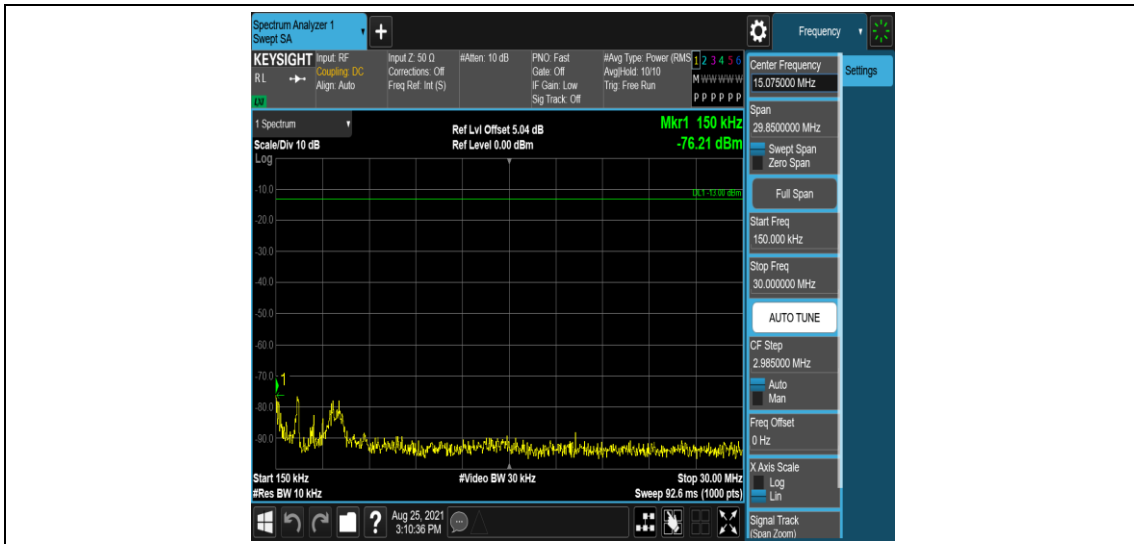 Spectrum Analyzer 1
Swept SA
+
Frequency
KEYSIGHT
RL
LXI
Input: RF
Coupling: DC
Align: Auto
Input Z: 50 Ω
Corrections: Off
Freq Ref: Int (S)
#Atten: 10 dB
PNO: Fast
Gate: Off
IF Gain: Low
Sig Track: Off
#Avg Type: Power (RMS
Avg|Hold: 10/10
Trig: Free Run
1 2 3 4 5 6
M W W W W W
P P P P P P
1 Spectrum
Scale/Div 10 dB
Ref Lvl Offset 5.04 dB
Ref Level 0.00 dBm
Mkr1 150 kHz
-76.21 dBm
Log
DL1 -13.00 dBm
-10.0
-20.0
-30.0
-40.0
-50.0
-60.0
-70.0
1
-80.0
-90.0
Start 150 kHz
#Video BW 30 kHz
Stop 30.00 MHz
#Res BW 10 kHz
Sweep 92.6 ms (1000 pts)
?
Aug 25, 2021
3:10:36 PM
Center Frequency
15.075000 MHz
Settings
Span
29.8500000 MHz
Swept Span
Zero Span
Full Span
Start Freq
150.000 kHz
Stop Freq
30.000000 MHz
AUTO TUNE
CF Step
2.985000 MHz
Auto
Man
Freq Offset
0 Hz
X Axis Scale
Log
Lin
Signal Track
(Span Zoom)